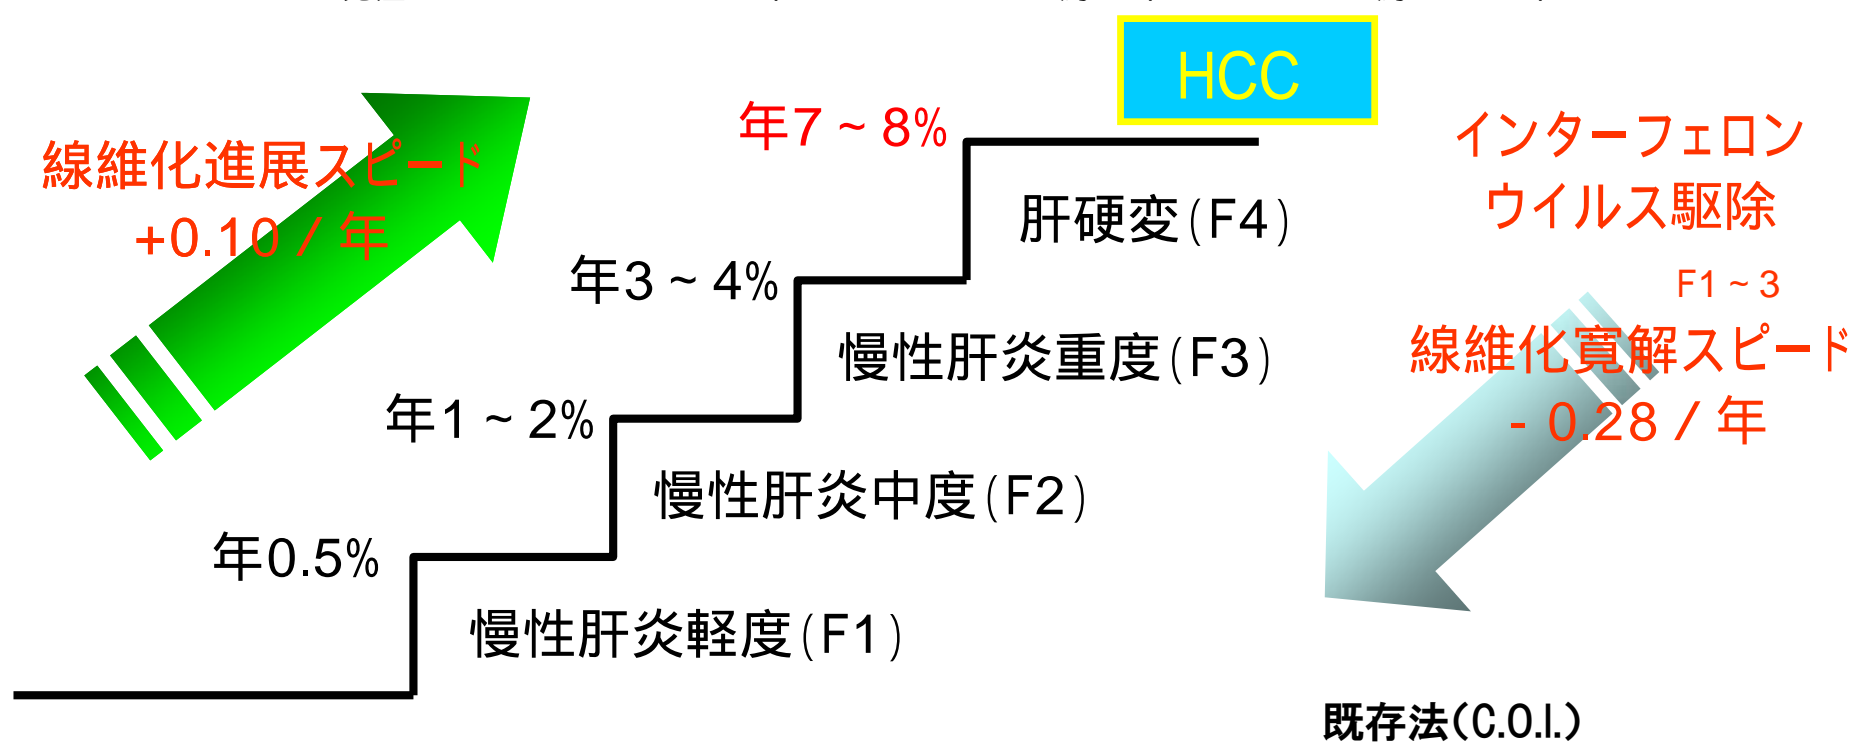 HCC
年7～8%
線維化進展スピード
+0.10 / 年
インターフェロン
ウイルス駆除
肝硬変(F4)
年3～4%
F1～3
線維化寛解スピード
- 0.28 / 年
慢性肝炎重度(F3)
年1～2%
慢性肝炎中度(F2)
年0.5%
慢性肝炎軽度(F1)
既存法(C.O.I.)